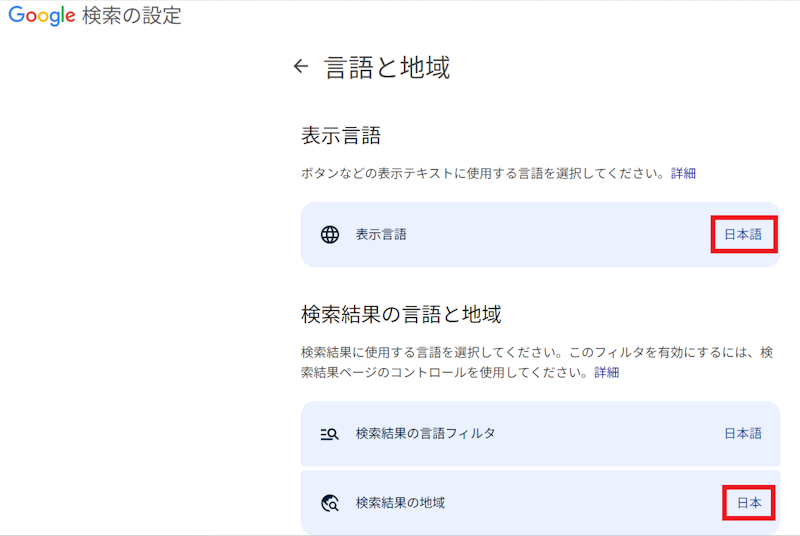 Google 検索の設定
言語と地域
表示言語
ボタンなどの表示テキストに使用する言語を選択してください。詳細
表示言語
日本語
検索結果の言語と地域
検索結果に使用する言語を選択してください。このフィルタを有効にするには、検
索結果ページのコントロールを使用してください。詳細
検索結果の言語フィルタ
日本語
検索結果の地域
日本